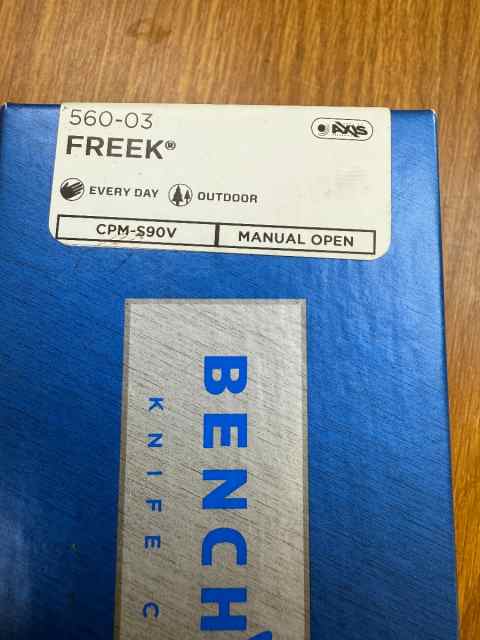 560-03
AXIS
FREEK®
EVERY DAY OUTDOOR
CPM-S90V MANUAL OPEN
BENCH
KNIFE C